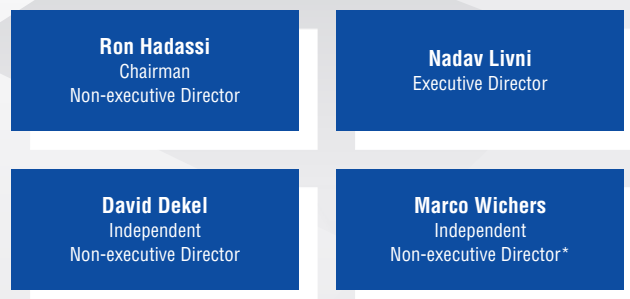 Ron Hadassi
Chairman
Non-executive Director
Nadav Livni
Executive Director
David Dekel
Independent
Non-executive Director
Marco Wichers
Independent
Non-executive Director*